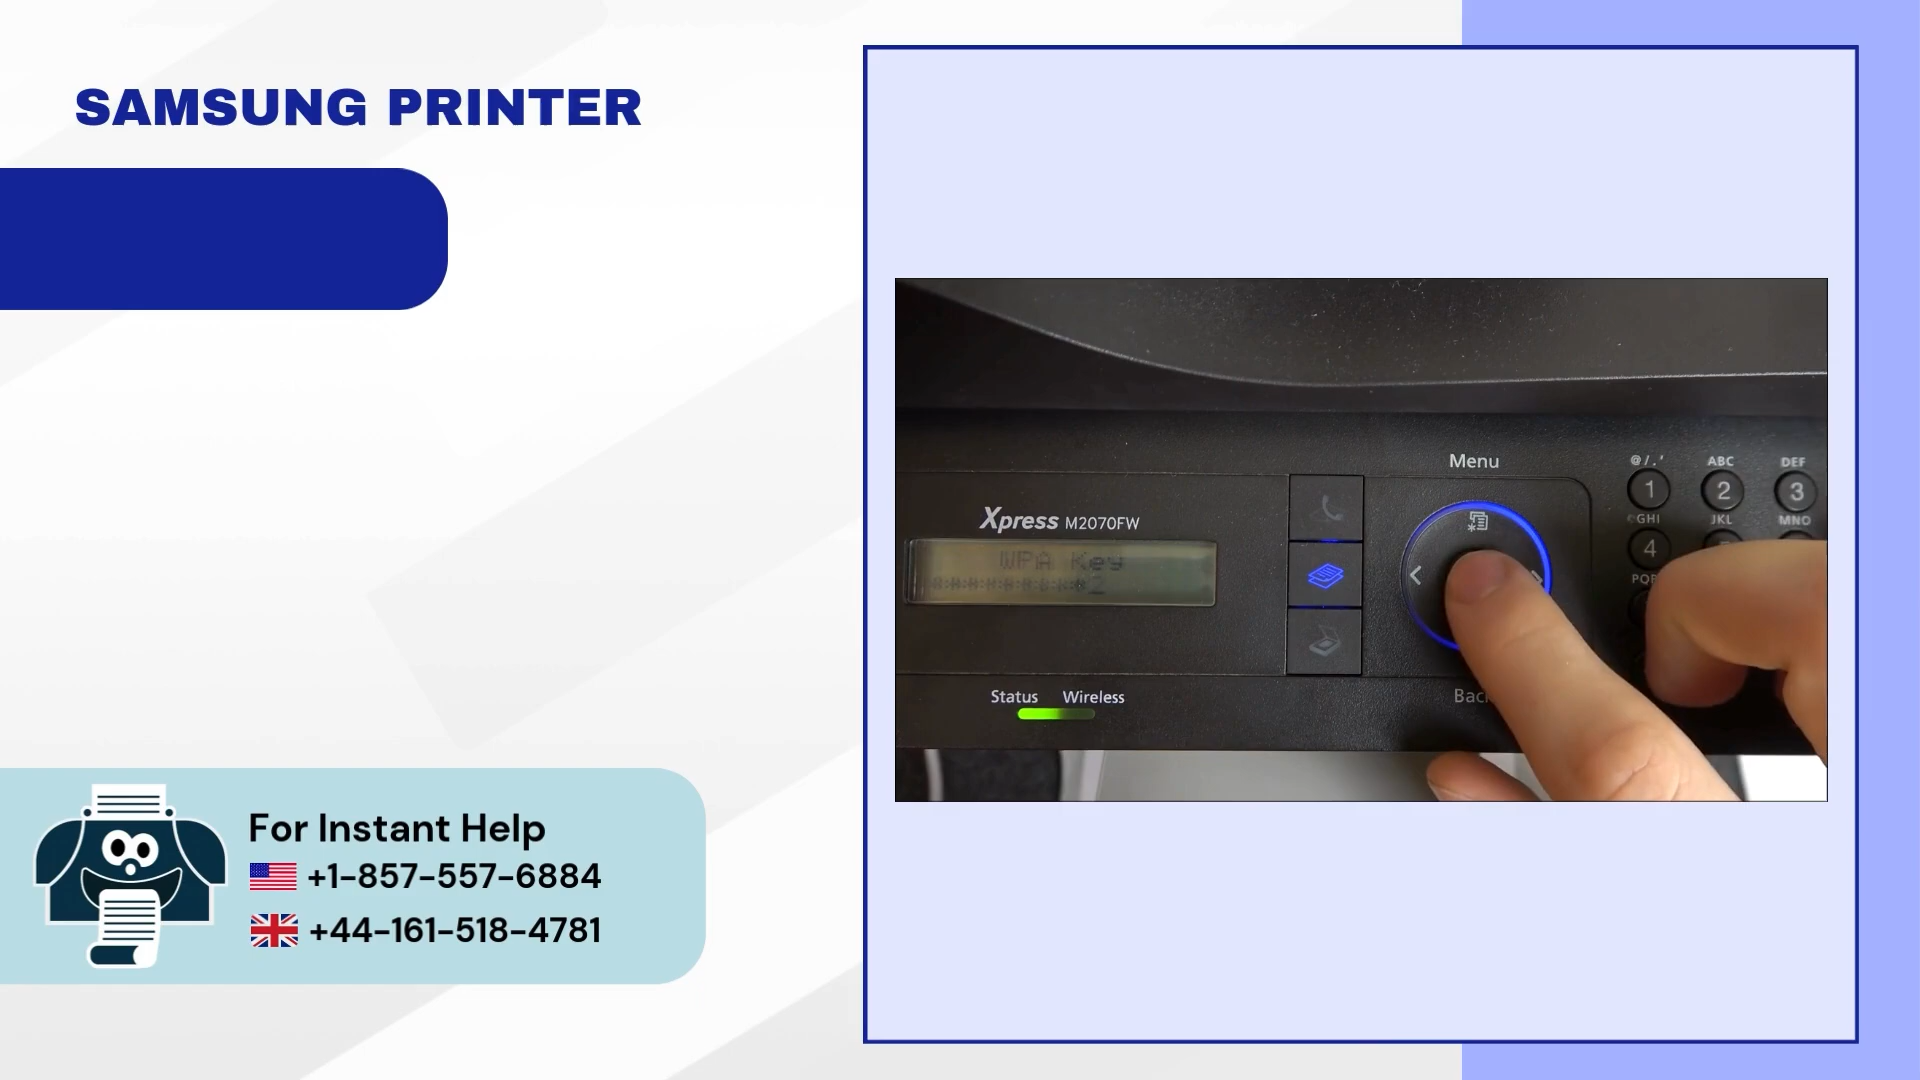 SAMSUNG PRINTER
For Instant Help
+1-857-557-6884
+44-161-518-4781
Xpress M2070FW
WPA Key
Status Wireless
Menu
Back
@/.'
ABC
DEF
1
2
3
GHI
JKL
MNO
4